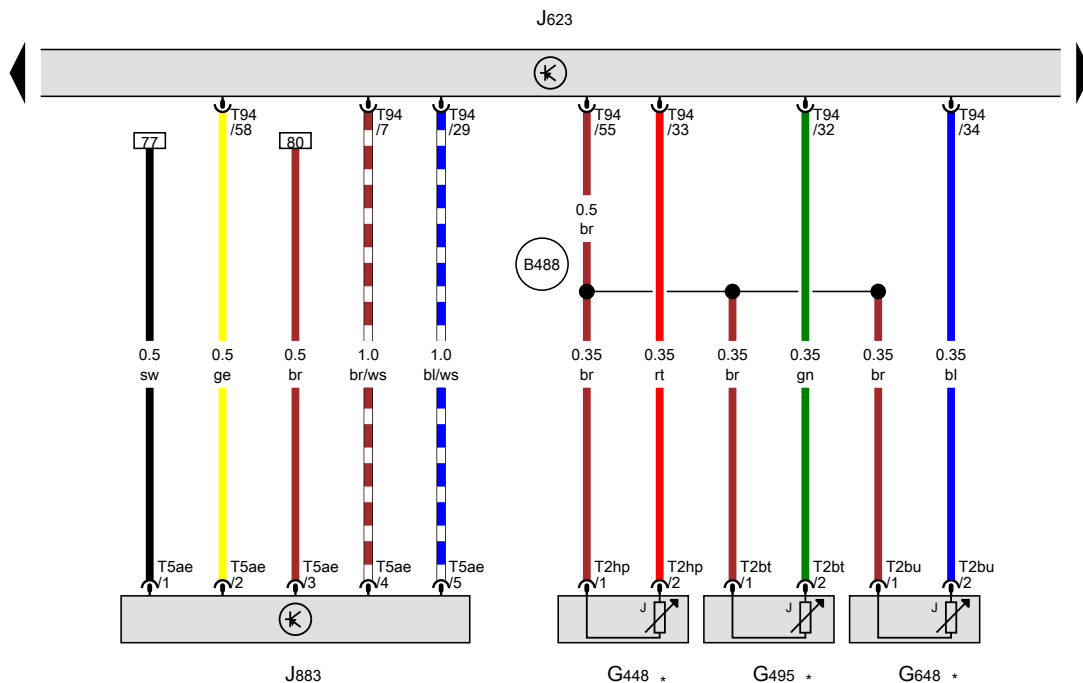 J623
T94 T94 T94 T94 T94 T94 T94
/58 /7 /29 /55 /33 /32 /34
77 80
0.5
br
B488
0.5 0.5 0.5 1.0 1.0 0.35 0.35 0.35 0.35 0.35 0.35
sw ge br br/ws bl/ws br rt br gn br bl
T5ae T5ae T5ae T5ae T5ae T2hp T2hp T2bt T2bt T2bu T2bu
/1 /2 /3 /4 /5 /1 /2 /1 /2 /1 /2
J J J
J883 G448 * G495 * G648 *